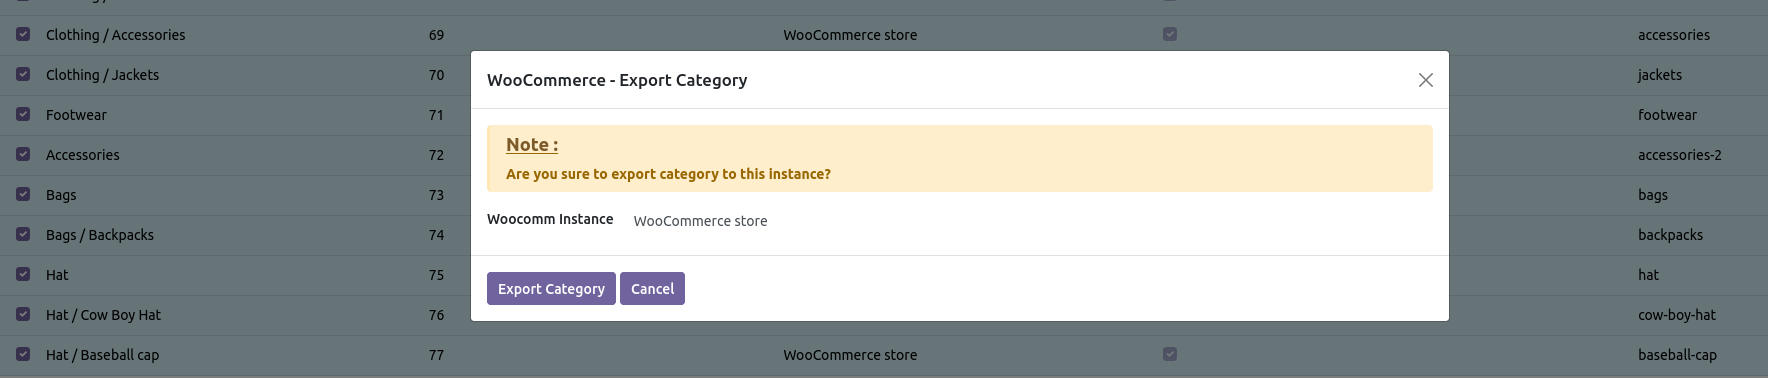 Clothing / Accessories 69 WooCommerce store accessories
WooCommerce - Export Category
Clothing / Jackets 70 jackets
Footwear 71 footwear
Note :
Accessories 72 accessories-2
Are you sure to export category to this instance?
Bags 73 bags
Woocomm Instance WooCommerce store
Bags / Backpacks 74 backpacks
Hat 75 hat
Export Category Cancel
Hat / Cow Boy Hat 76 cow-boy-hat
Hat / Baseball cap 77 WooCommerce store baseball-cap